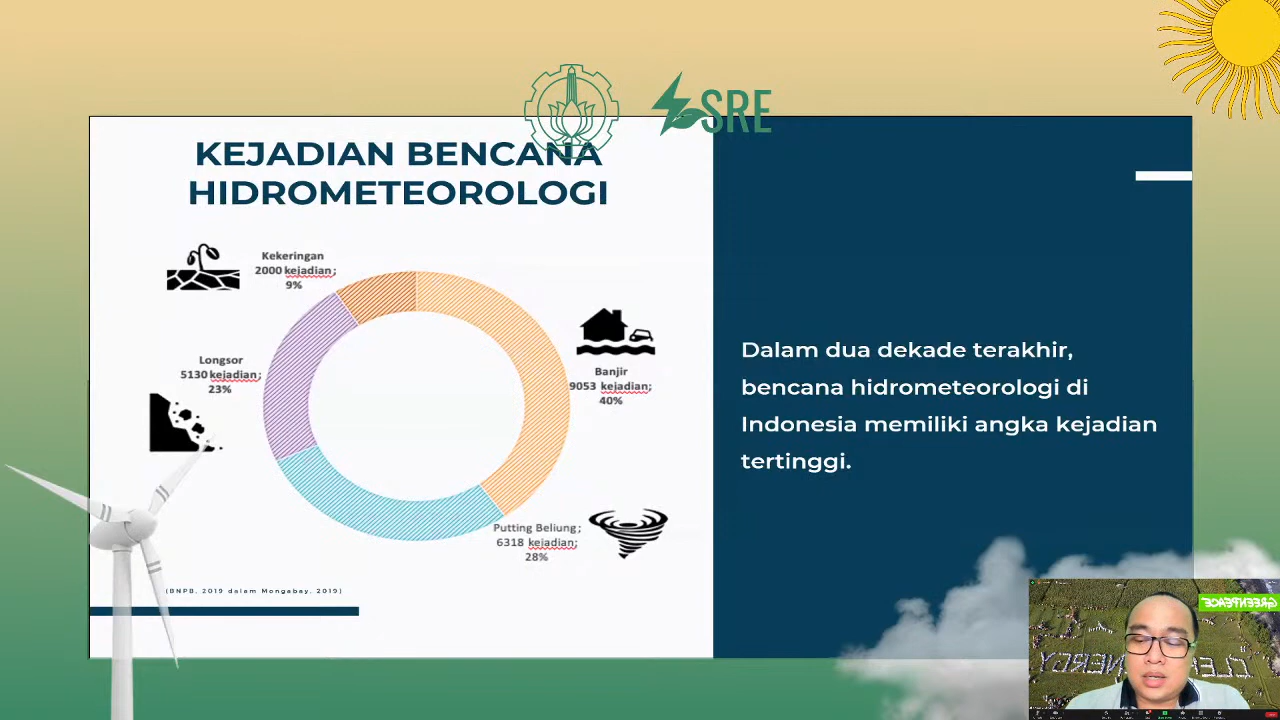 SRE
KEJADIAN BENCANA
HIDROMETEOROLOGI
Kekeringan
2000 kejadian;
9%
Longsor
5130 kejadian;
23%
Banjir
9053 kejadian;
40%
Putting Beliung;
6318 kejadian;
28%
(BNPB, 2019 dalam Mongabay, 2019)
Dalam dua dekade terakhir,
bencana hidrometeorologi di
Indonesia memiliki angka kejadian
tertinggi.
GREENPEACE